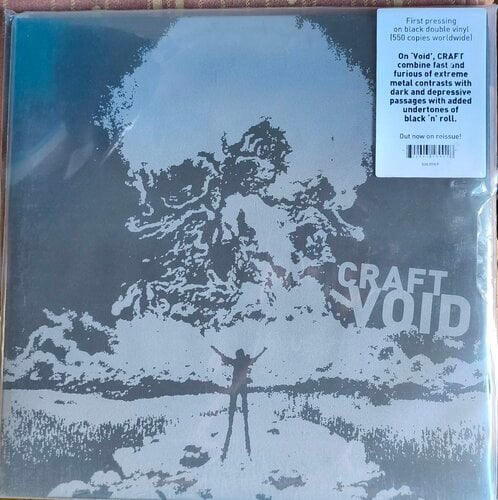 First pressing
on black double vinyl
(550 copies worldwide)
On 'Void', CRAFT
combine fast and
furious of extreme
metal contrasts with
dark and depressive
passages with added
undertones of
black 'n' roll.
Out now on reissue!
CRAFT
VOID